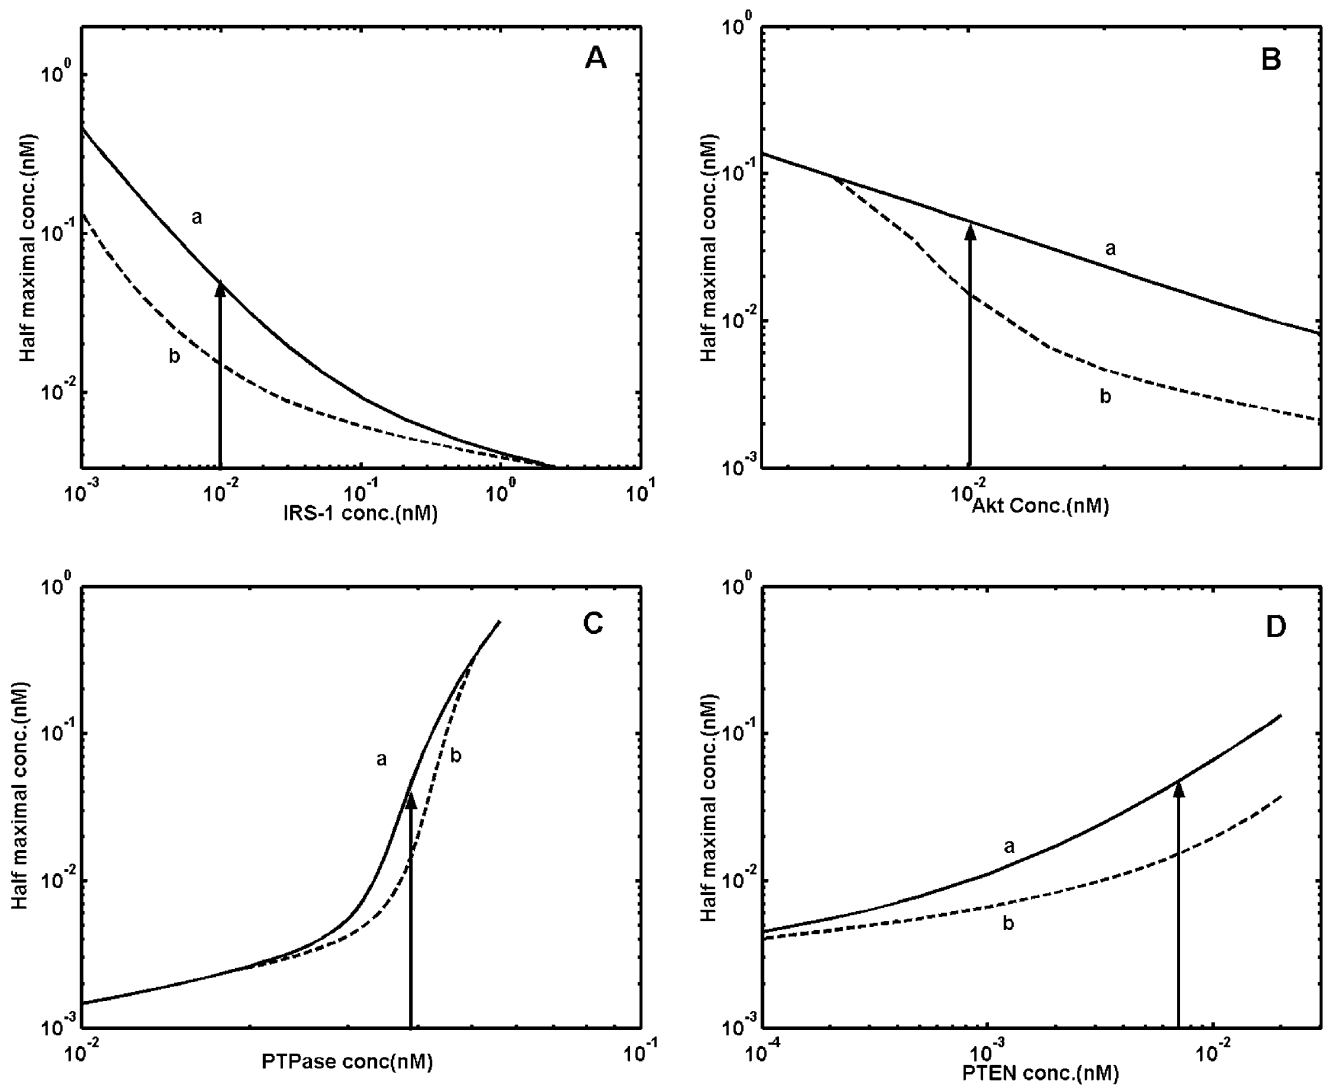 A
Half maximal conc.(nM)
10^0
10^-1
10^-2
a
b
10^-3 10^-2 10^-1 10^0 10^1
IRS-1 conc.(nM)
B
Half maximal conc.(nM)
10^0
10^-1
10^-2
10^-3
a
b
10^-2
Akt Conc.(nM)
C
Half maximal conc.(nM)
10^0
10^-1
10^-2
10^-3
a
b
10^-2 10^-1
PTPase conc(nM)
D
Half maximal conc.(nM)
10^0
10^-1
10^-2
10^-3
a
b
10^-4 10^-3 10^-2
PTEN conc.(nM)